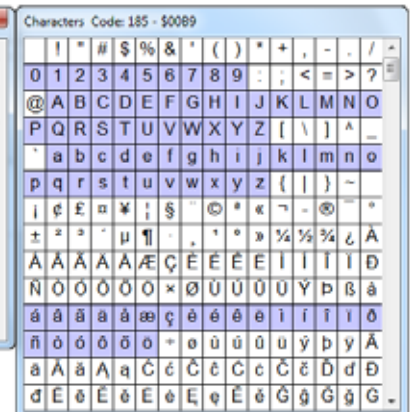 Characters Code: 185 - $00B9
! " # $ % & ' ( ) * + , - . /
0 1 2 3 4 5 6 7 8 9 : ; < = > ?
@ A B C D E F G H I J K L M N O
P Q R S T U V W X Y Z [ \ ] ^ _
` a b c d e f g h i j k l m n o
p q r s t u v w x y z { | } ~
¡ ¢ £ ¤ ¥ ¦ § ¨ © ª « ¬ - ® ¯ °
± ² ³ ´ µ ¶ · ¸ ¹ º » ¼ ½ ¾ ¿ À
Á Â Ã Ä Å Æ Ç È É Ê Ë Ì Í Î Ï Ð
Ñ Ò Ó Ô Õ Ö × Ø Ù Ú Û Ü Ý Þ ß à
á â ã ä å æ ç è é ê ë ì í î ï ð
ñ ò ó ô õ ö ÷ ø ù ú û ü ý þ ÿ Ā
ā Ă ă Ą ą Ć ć Ĉ ĉ Ċ ċ Č č Ď ď Đ
đ Ē ē Ĕ ĕ Ė ė Ę ę Ě ě Ĝ ĝ Ğ ğ Ġ